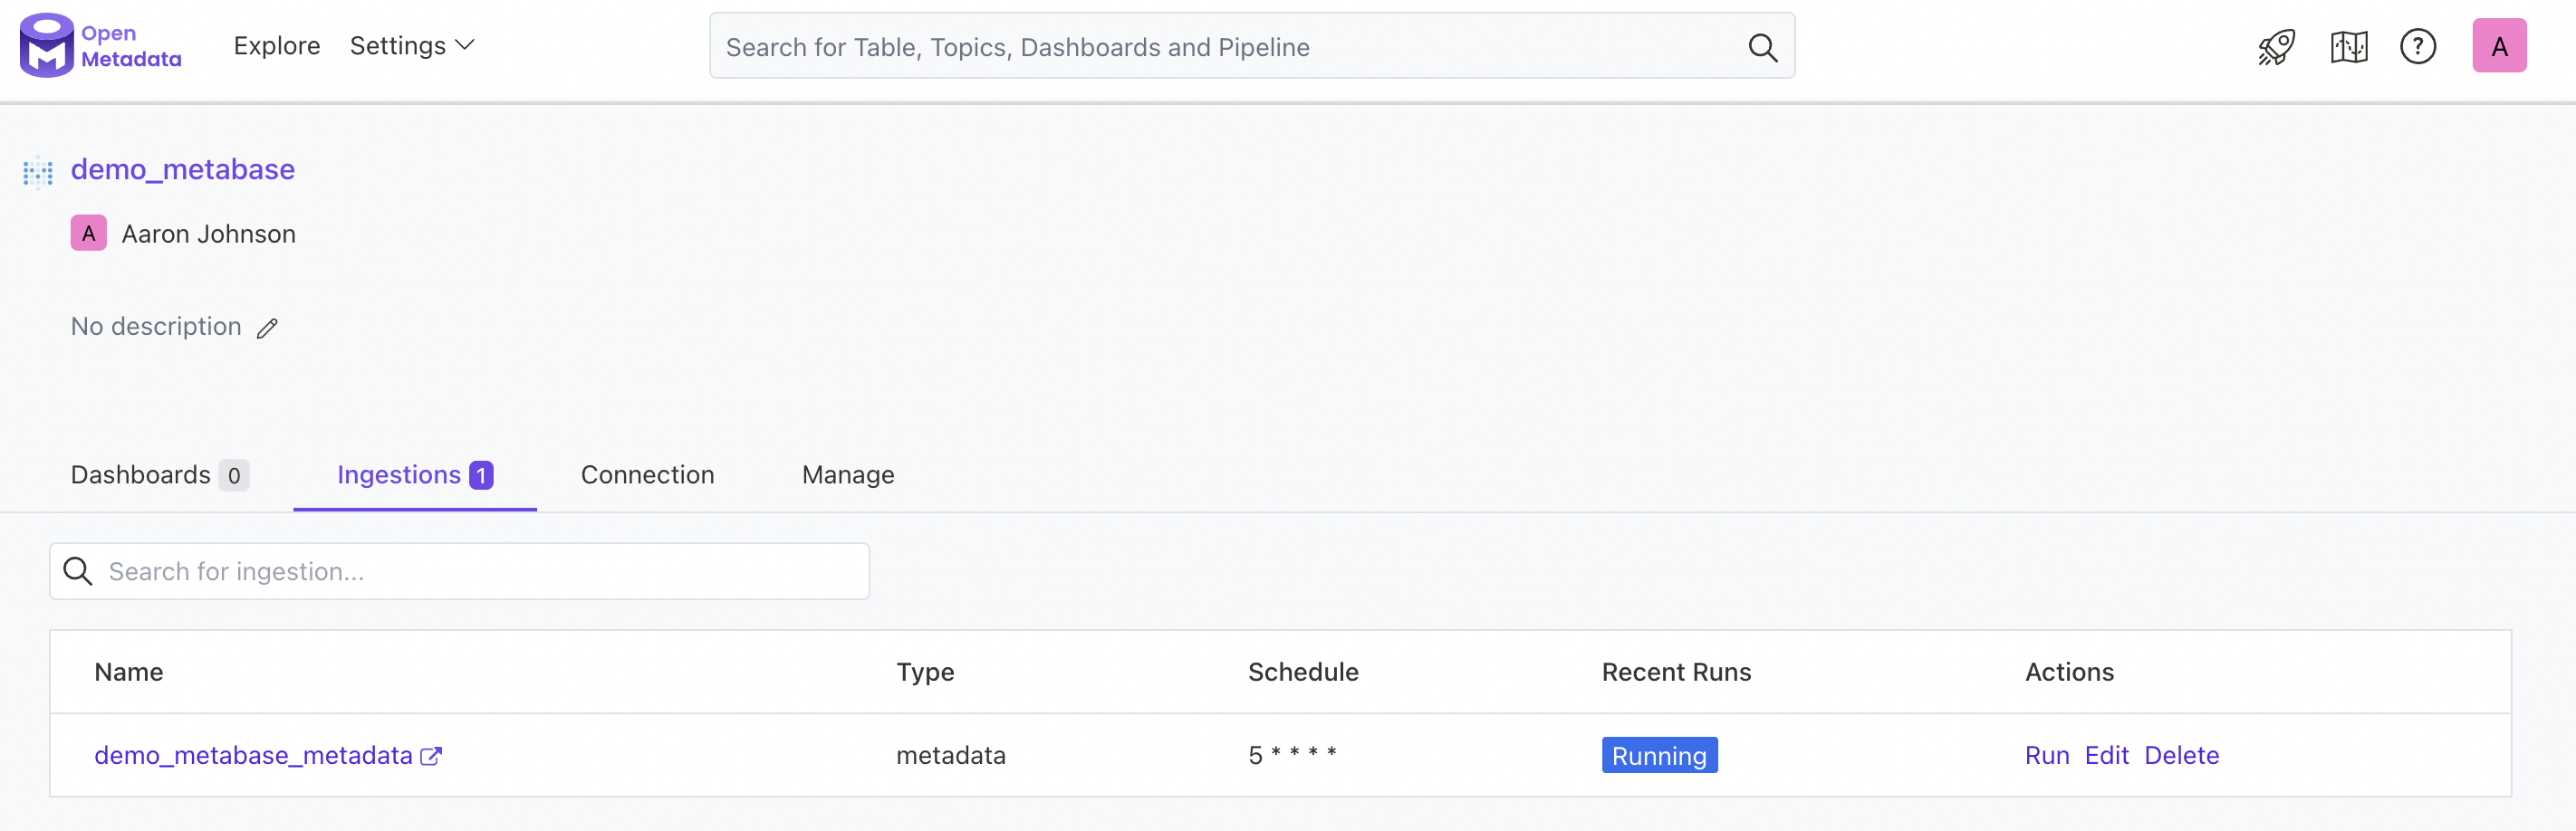 Open
Metadata
Explore Settings Search for Table, Topics, Dashboards and Pipeline ? A
demo_metabase
A Aaron Johnson
No description
Dashboards 0 Ingestions 1 Connection Manage
Search for ingestion...
Name Type Schedule Recent Runs Actions
demo_metabase_metadata metadata 5 * * * * Running Run Edit Delete